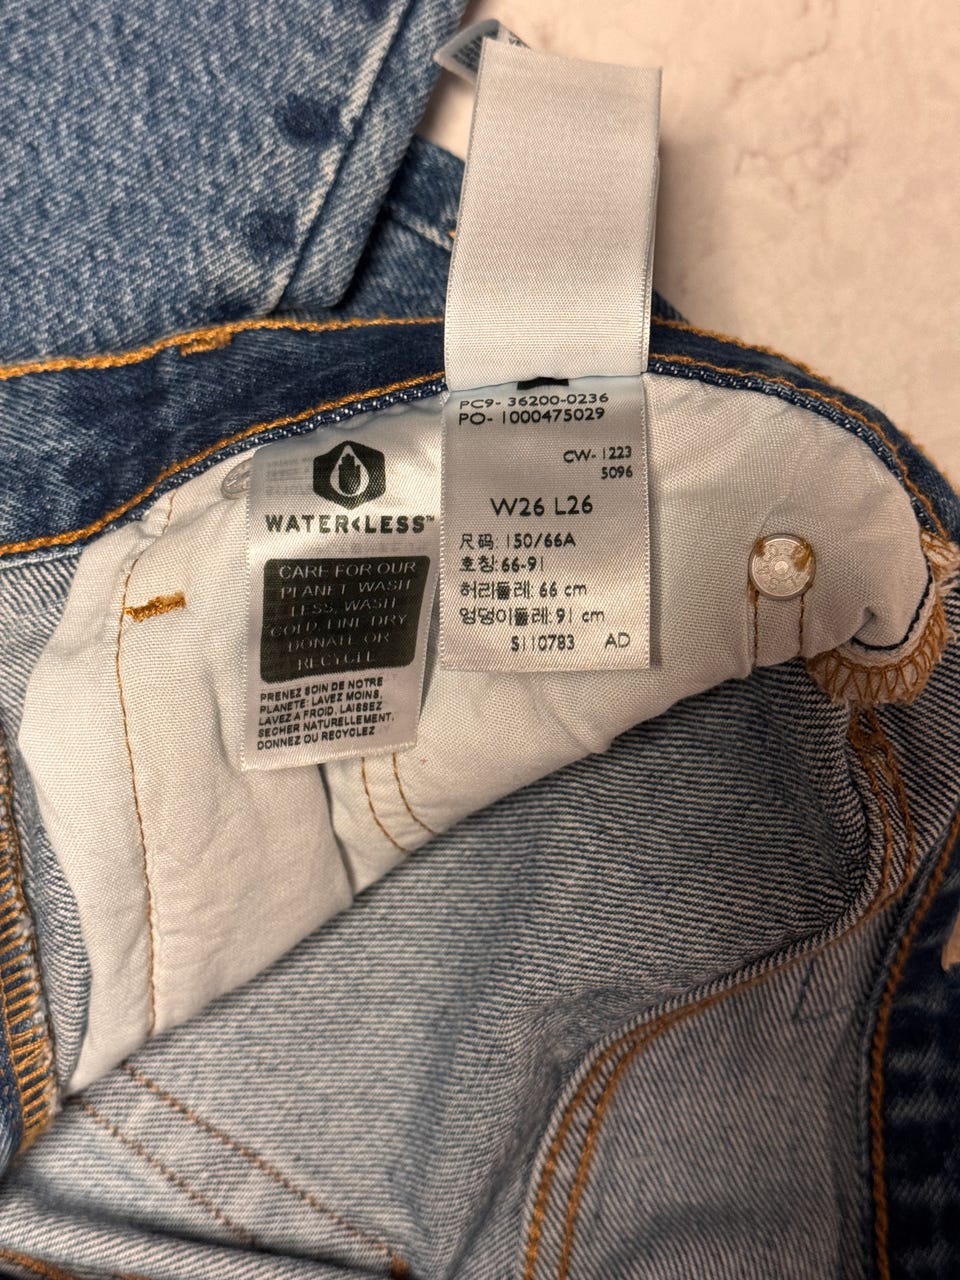 WATER<LESS™
CARE FOR OUR
PLANET: WASH
LESS, WASH
COLD, LINE DRY
DONATE OR
RECYCLE
PRENEZ SOIN DE NOTRE
PLANÈTE: LAVEZ MOINS,
LAVEZ À FROID, LAISSEZ
SÉCHER NATURELLEMENT,
DONNEZ OU RECYCLEZ
PC9- 36200-0236
PO- 1000475029
CW- 1223
5096
W26 L26
尺码: 150/66A
호칭: 66-91
허리둘레: 66 cm
엉덩이둘레: 91 cm
S110783 AD